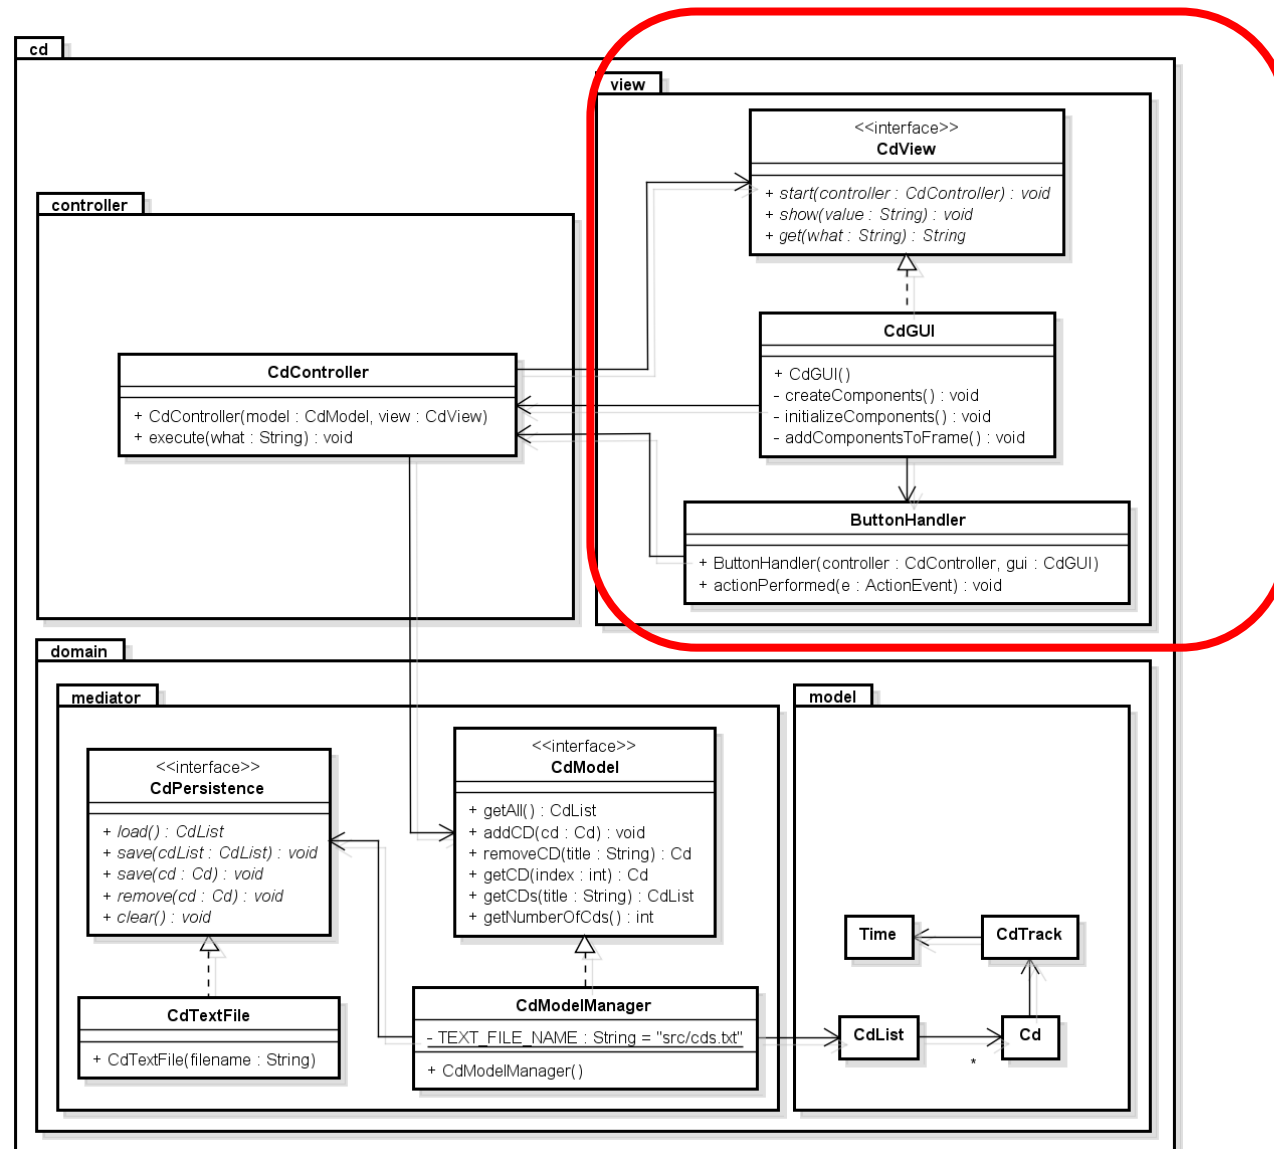 cd
view
<<interface>>
CdView
+ start(controller : CdController) : void
+ show(value : String) : void
+ get(what : String) : String
controller
CdGUI
+ CdGUI()
- createComponents() : void
- initializeComponents() : void
- addComponentsToFrame() : void
CdController
+ CdController(model : CdModel, view : CdView)
+ execute(what : String) : void
ButtonHandler
+ ButtonHandler(controller : CdController, gui : CdGUI)
+ actionPerformed(e : ActionEvent) : void
domain
mediator
model
<<interface>>
CdPersistence
+ load() : CdList
+ save(cdList : CdList) : void
+ save(cd : Cd) : void
+ remove(cd : Cd) : void
+ clear() : void
<<interface>>
CdModel
+ getAll() : CdList
+ addCD(cd : Cd) : void
+ removeCD(title : String) : Cd
+ getCD(index : int) : Cd
+ getCDs(title : String) : CdList
+ getNumberOfCds() : int
Time
CdTrack
CdTextFile
+ CdTextFile(filename : String)
CdModelManager
- TEXT_FILE_NAME : String = "src/cds.txt"
+ CdModelManager()
CdList
Cd
*